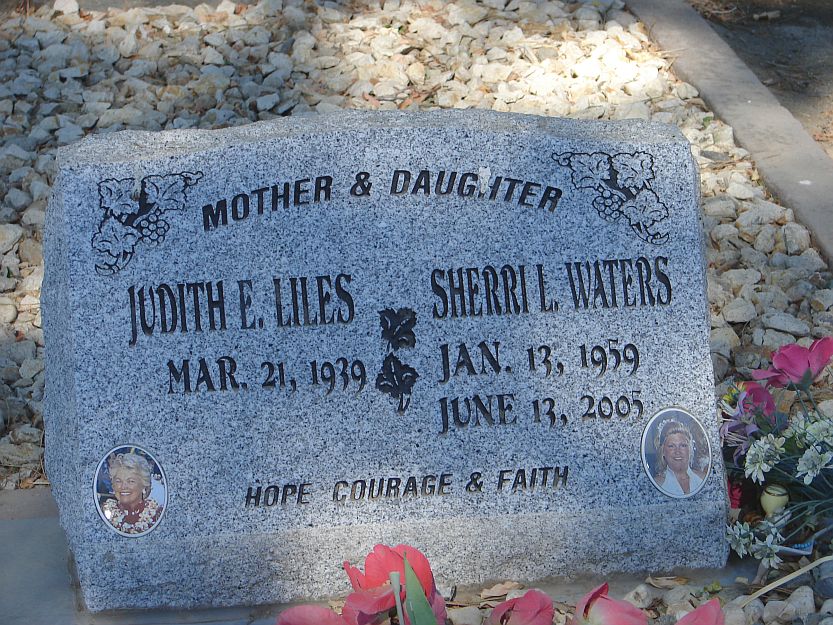 MOTHER & DAUGHTER
JUDITH E. LILES
MAR. 21, 1939
SHERRI L. WATERS
JAN. 13, 1959
JUNE 13, 2005
HOPE COURAGE & FAITH